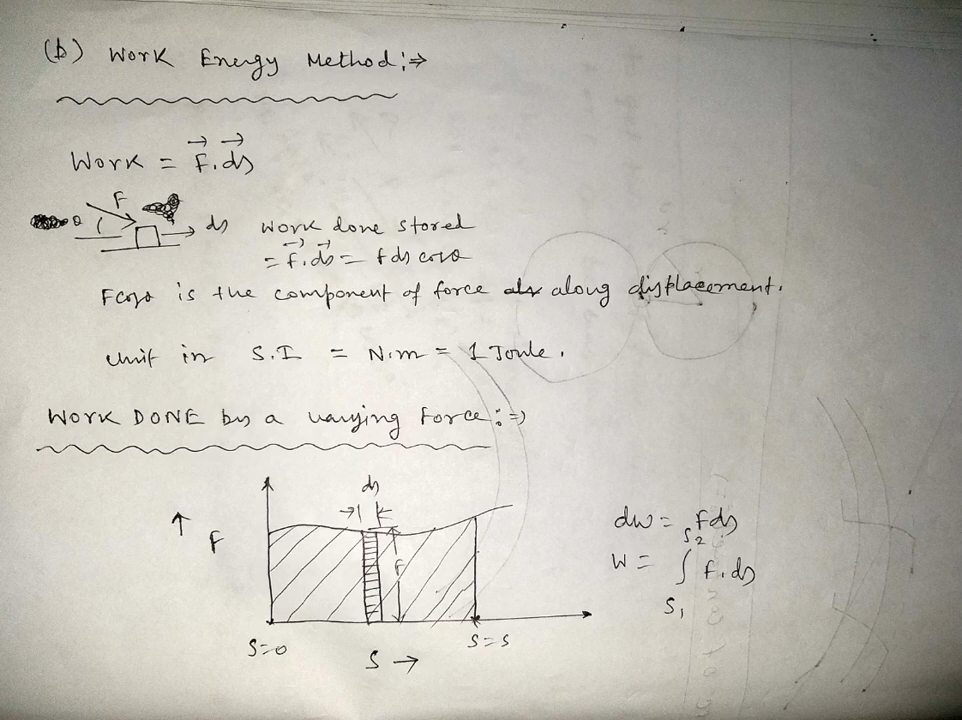 (b) Work Energy Method :⇒
Work = F⃗.ds⃗
F
θ
ds
work done stored
= F⃗.ds⃗ = f ds cosθ
Fcosθ is the component of force along displacement.
Unit in S.I = N.m = 1 Joule.
WORK DONE by a varying force :⇒
ds
↑ F
F
S=0
S →
S=S
dw = Fds
W = ∫ F.ds
S2
S1